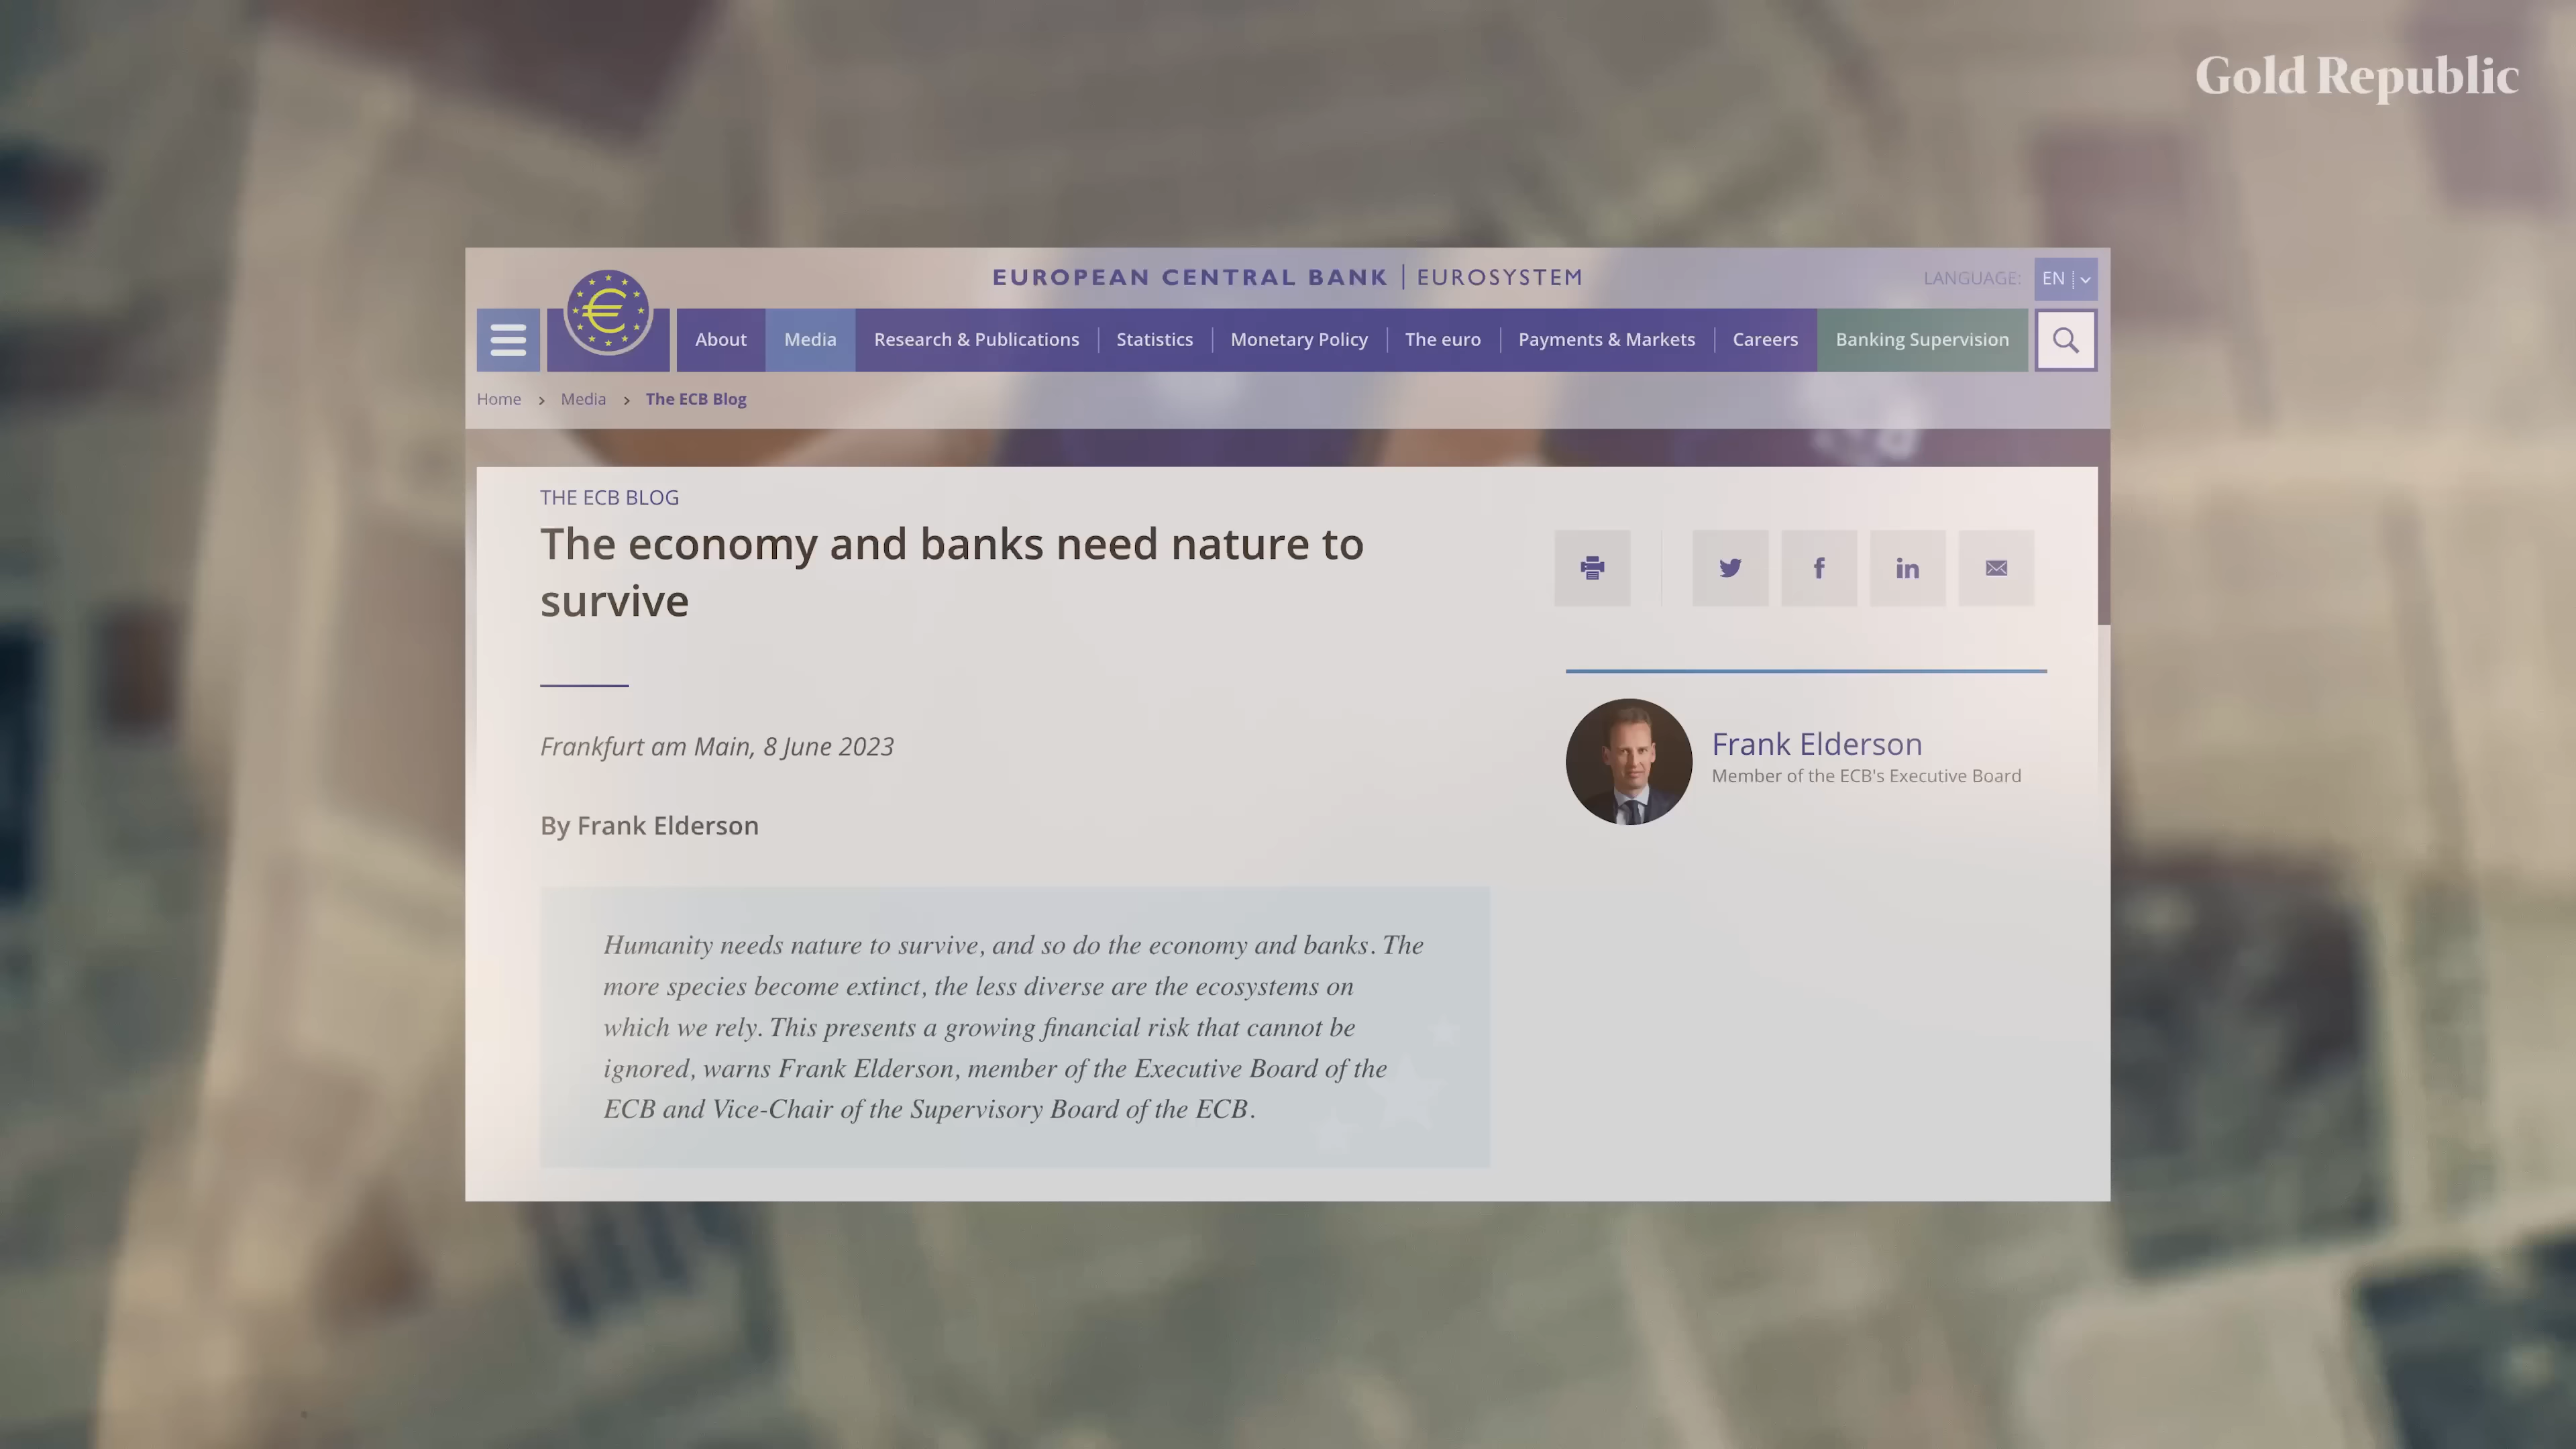 Gold Republic
EUROPEAN CENTRAL BANK | EUROSYSTEM
LANGUAGE: EN
About Media Research & Publications Statistics Monetary Policy The euro Payments & Markets Careers Banking Supervision
Home > Media > The ECB Blog
THE ECB BLOG
The economy and banks need nature to
survive
Frankfurt am Main, 8 June 2023
By Frank Elderson
Humanity needs nature to survive, and so do the economy and banks. The
more species become extinct, the less diverse are the ecosystems on
which we rely. This presents a growing financial risk that cannot be
ignored, warns Frank Elderson, member of the Executive Board of the
ECB and Vice-Chair of the Supervisory Board of the ECB.
Frank Elderson
Member of the ECB's Executive Board